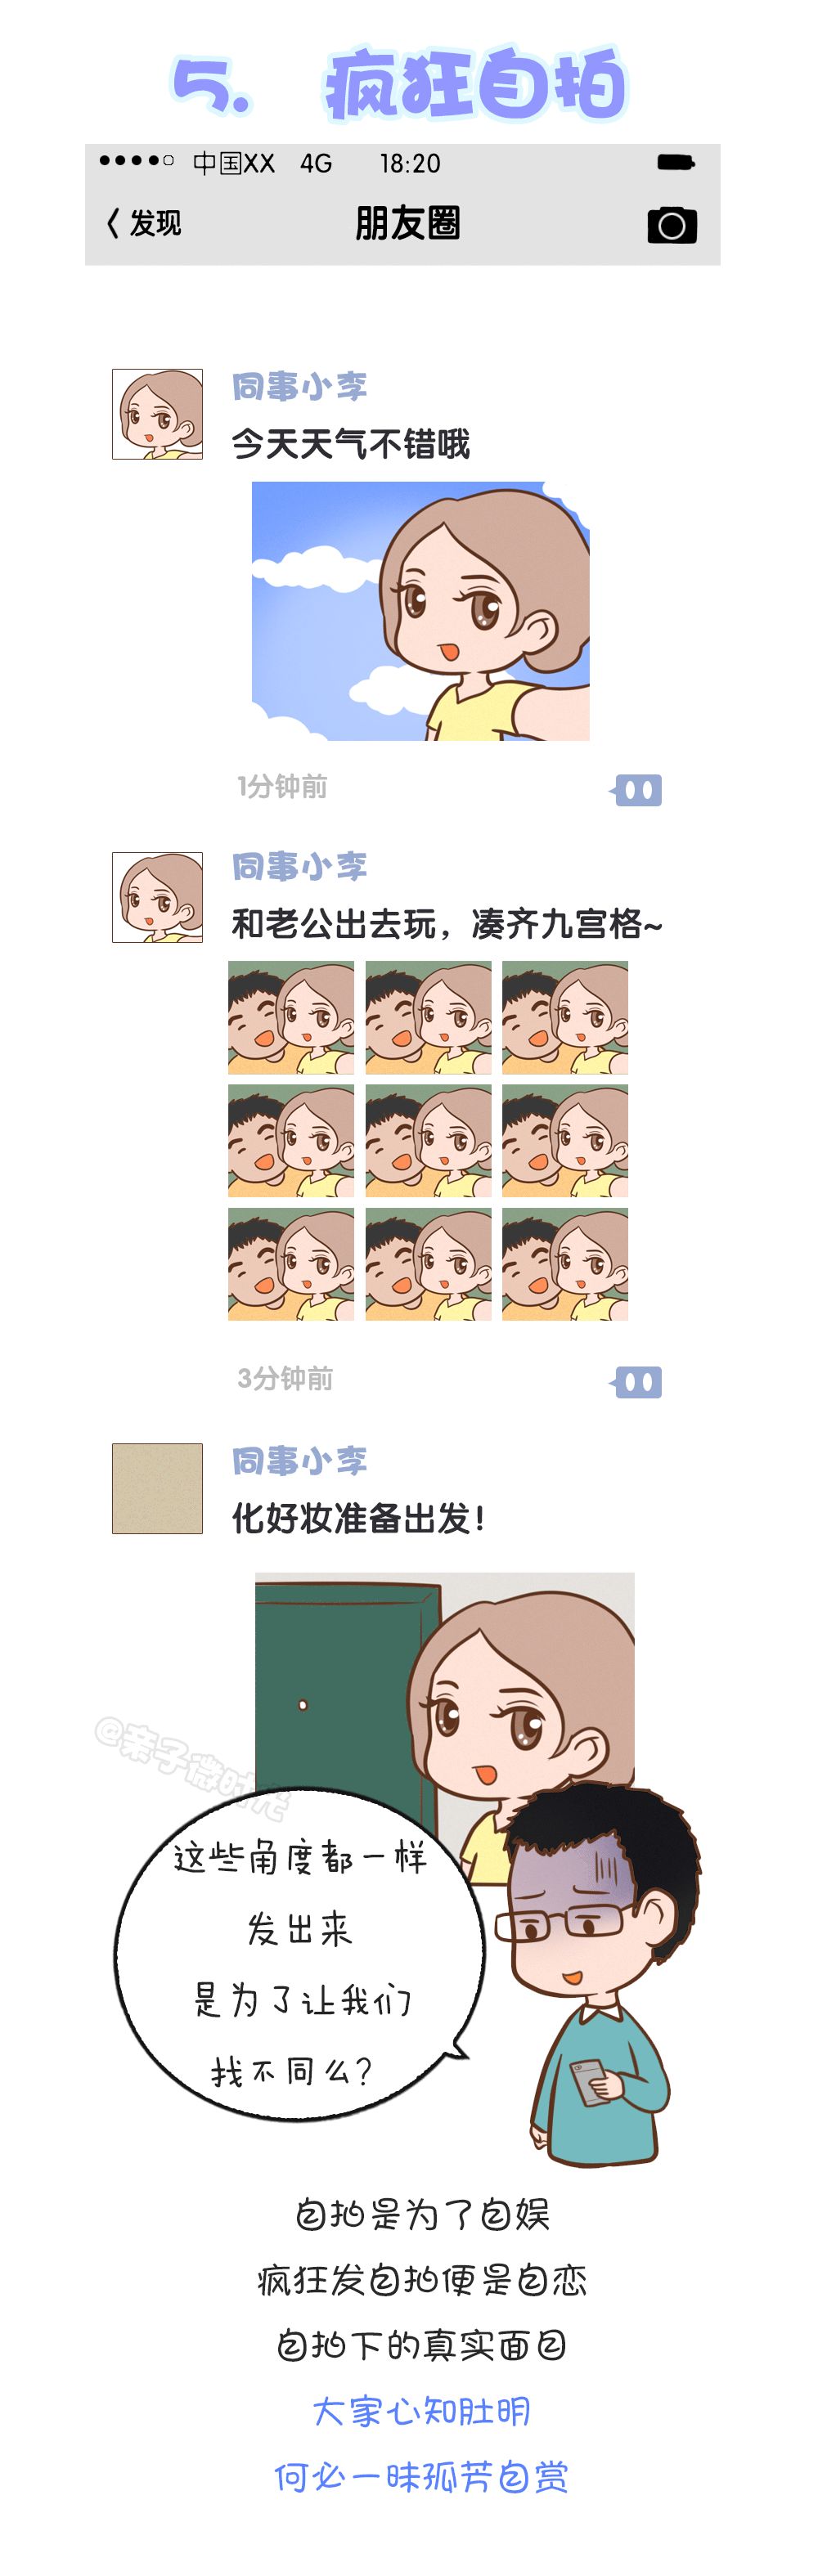 5. 疯狂自拍
中国XX 4G 18:20
发现 朋友圈
同事小李
今天天气不错哦
1分钟前
同事小李
和老公出去玩，凑齐九宫格~
3分钟前
同事小李
化好妆准备出发！
@亲子微时光
这些角度都一样
发出来
是为了让我们
找不同么？
自拍是为了自娱
疯狂发自拍便是自恋
自拍下的真实面目
大家心知肚明
何必一昧孤芳自赏